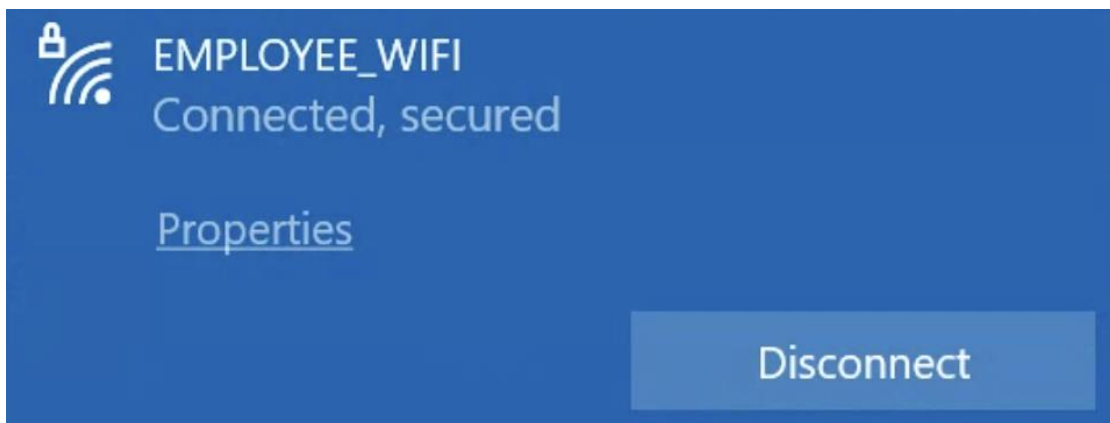 EMPLOYEE_WIFI
Connected, secured
Properties
Disconnect